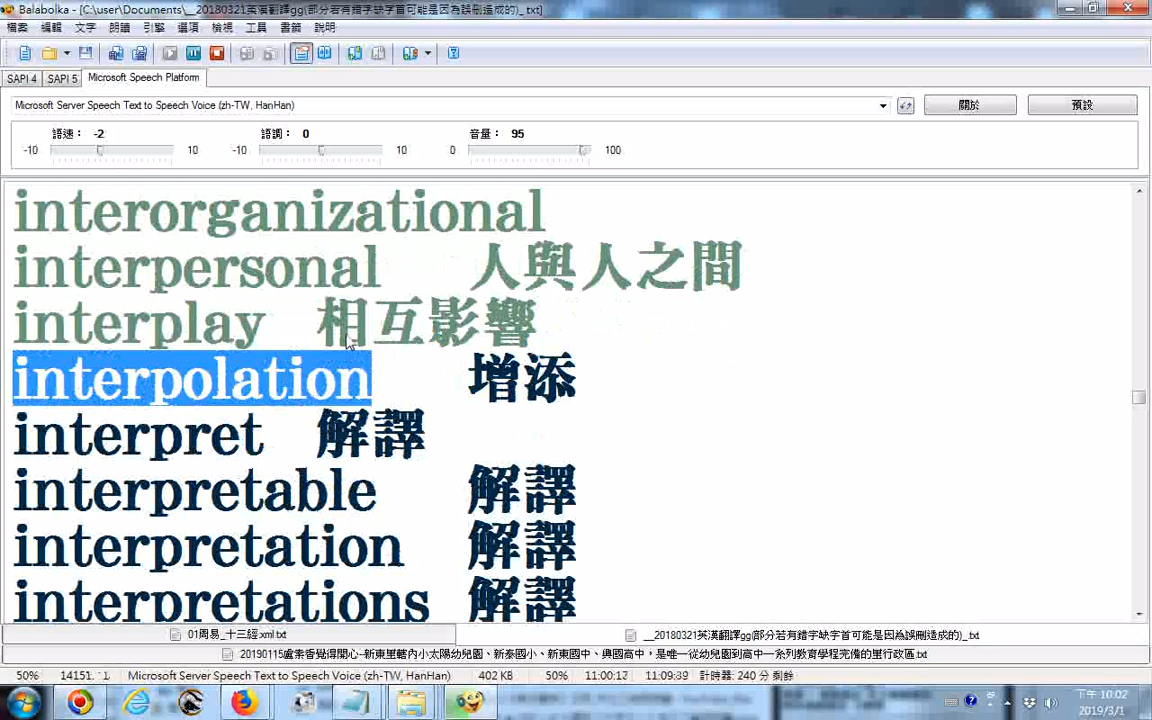 Balabolka - [C:\user\Documents\__20180321英漢翻譯gg(部分若有錯字缺字首可能是因為誤刪造成的)_.txt]
檔案 編輯 文字 朗讀 引擎 選項 檢視 工具 書籤 說明
SAPI 4 SAPI 5 Microsoft Speech Platform
Microsoft Server Speech Text to Speech Voice (zh-TW, HanHan) 關於 預設
語速： -2 語調： 0 音量： 95
-10 10 -10 10 0 100
interorganizational
interpersonal 人與人之間
interplay 相互影響
interpolation 增添
interpret 解譯
interpretable 解譯
interpretation 解譯
interpretations 解譯
01周易_十三經.xml.txt __20180321英漢翻譯gg(部分若有錯字缺字首可能是因為誤刪造成的)_.txt
20190115盧素香覺得開心-新東里轄內小太陽幼兒園、新泰國小、新東國中、興國高中，是唯一從幼兒園到高中一系列教育學程完備的里行政區.txt
50% 14151: 1 Microsoft Server Speech Text to Speech Voice (zh-TW, HanHan) 402 KB 50% 11:00:12 11:09:39 計時器: 240 分 剩餘
下午 10:02
2019/3/1